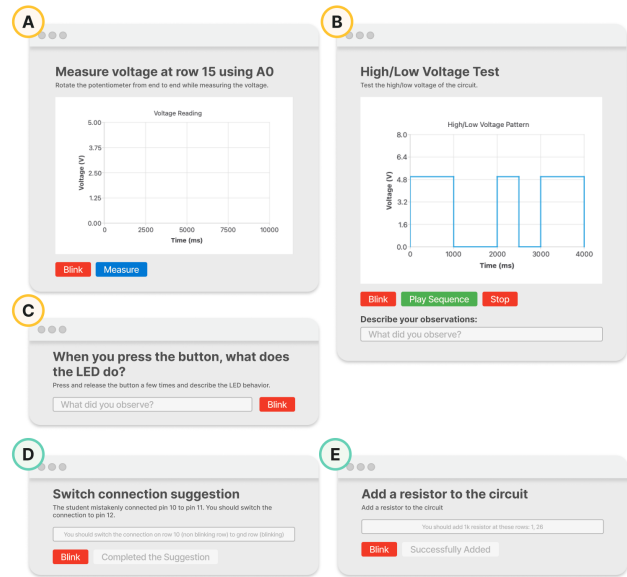 A
Measure voltage at row 15 using A0
Rotate the potentiometer from end to end while measuring the voltage.
Voltage Reading
5.00
3.75
2.50
1.25
0.00
Voltage (V)
0 2500 5000 7500 10000
Time (ms)
Blink Measure
B
High/Low Voltage Test
Test the high/low voltage of the circuit.
High/Low Voltage Pattern
8.0
6.4
4.8
3.2
1.6
0.0
Voltage (V)
0 1000 2000 3000 4000
Time (ms)
Blink Play Sequence Stop
Describe your observations:
What did you observe?
C
When you press the button, what does
the LED do?
Press and release the button a few times and describe the LED behavior.
What did you observe? Blink
D
Switch connection suggestion
The student mistakenly connected pin 10 to pin 11. You should switch the
connection to pin 12.
You should switch the connection on row 10 (non blinking row) to gnd row (blinking)
Blink Completed the Suggestion
E
Add a resistor to the circuit
Add a resistor to the circuit
You should add 1k resistor at these rows: 1, 26
Blink Successfully Added